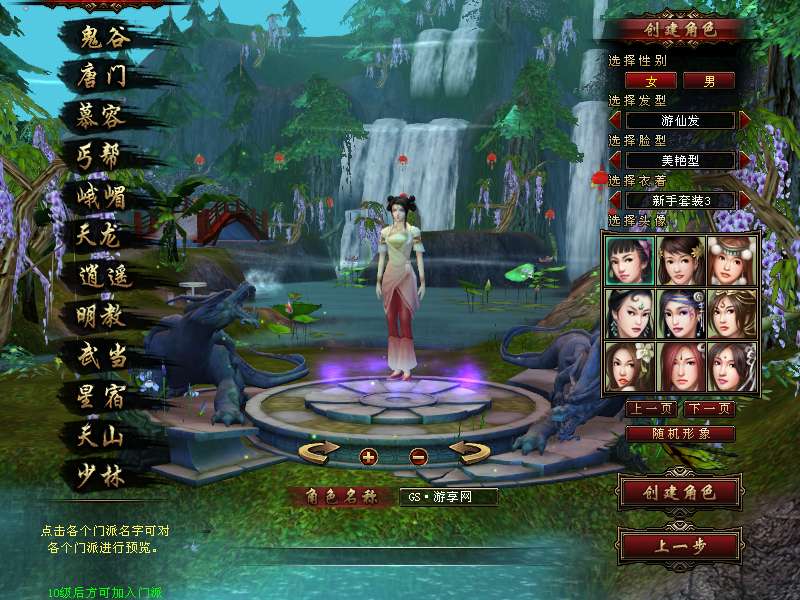 鬼谷
唐门
慕容
丐帮
峨嵋
天龙
逍遥
明教
武当
星宿
天山
少林
点击各个门派名字可对
各个门派进行预览。
10级后方可加入门派
角色名称 GS·游享网
创建角色
选择性别
女 男
选择发型
游仙发
选择脸型
美艳型
选择衣着
新手套装3
选择头像
上一页 下一页
随机形象
创建角色
上一步